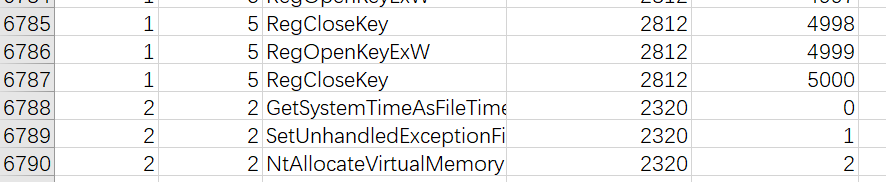 6785 1 5 RegCloseKey 2812 4998
6786 1 5 RegOpenKeyExW 2812 4999
6787 1 5 RegCloseKey 2812 5000
6788 2 2 GetSystemTimeAsFileTime 2320 0
6789 2 2 SetUnhandledExceptionFi 2320 1
6790 2 2 NtAllocateVirtualMemory 2320 2